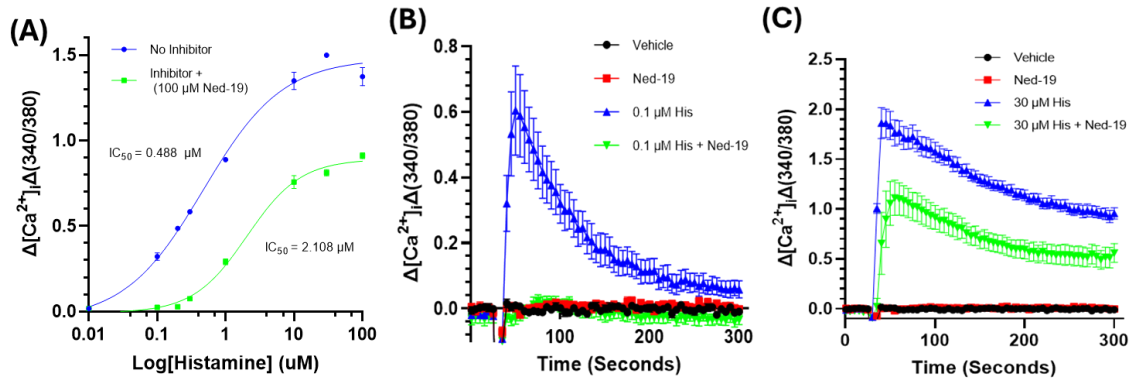 (A)
Δ[Ca²⁺]ᵢΔ(340/380)
1.5
1.0
0.5
0.0
No Inhibitor
Inhibitor +
(100 µM Ned-19)
IC₅₀ = 0.488 µM
IC₅₀ = 2.108 µM
0.01
0.1
1
10
100
Log[Histamine] (uM)
(B)
Δ[Ca²⁺]ᵢΔ(340/380)
0.8
0.6
0.4
0.2
0.0
Vehicle
Ned-19
0.1 µM His
0.1 µM His + Ned-19
100
200
300
Time (Seconds)
(C)
Δ[Ca²⁺]ᵢΔ(340/380)
2.5
2.0
1.5
1.0
0.5
0.0
Vehicle
Ned-19
30 µM His
30 µM His + Ned-19
0
100
200
300
Time (Seconds)